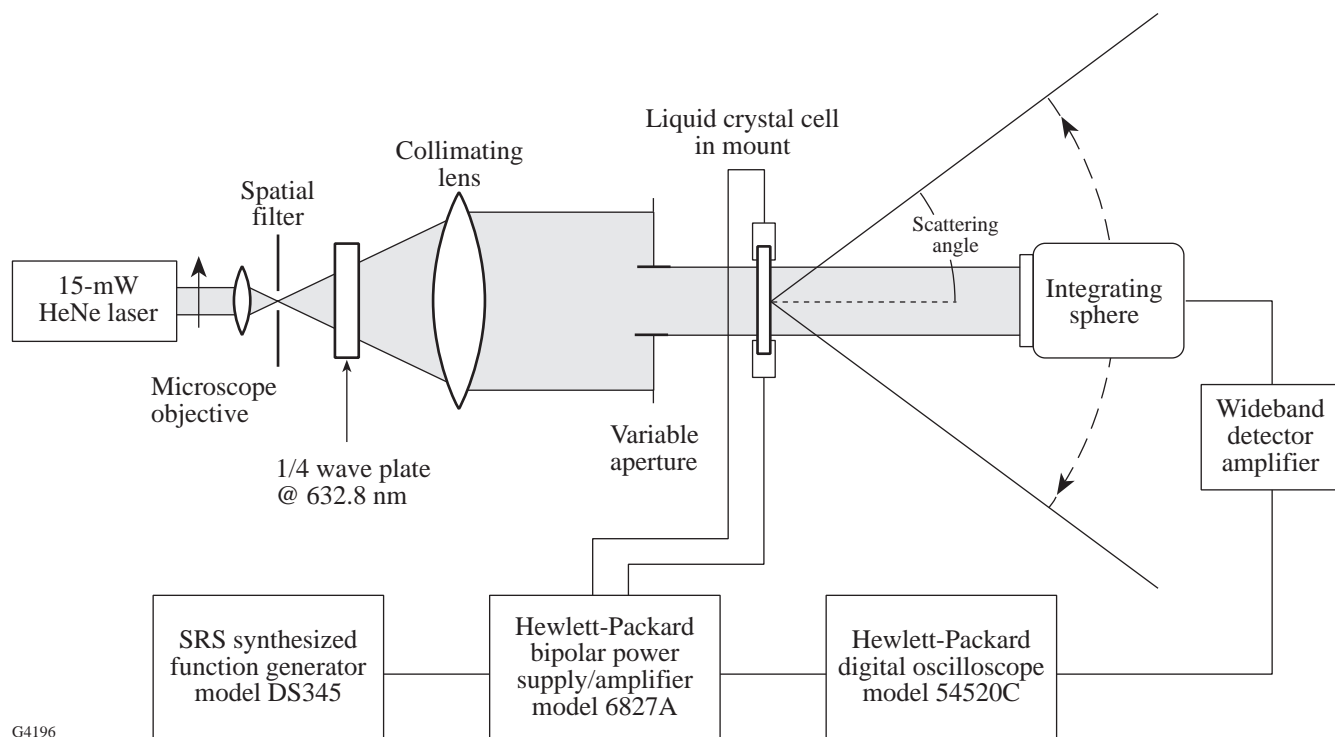 Liquid crystal cell
in mount
Collimating
lens
Spatial
filter
Scattering
angle
15-mW
HeNe laser
Integrating
sphere
Microscope
objective
Wideband
detector
amplifier
Variable
aperture
1/4 wave plate
@ 632.8 nm
SRS synthesized
function generator
model DS345
Hewlett-Packard
bipolar power
supply/amplifier
model 6827A
Hewlett-Packard
digital oscilloscope
model 54520C
G4196